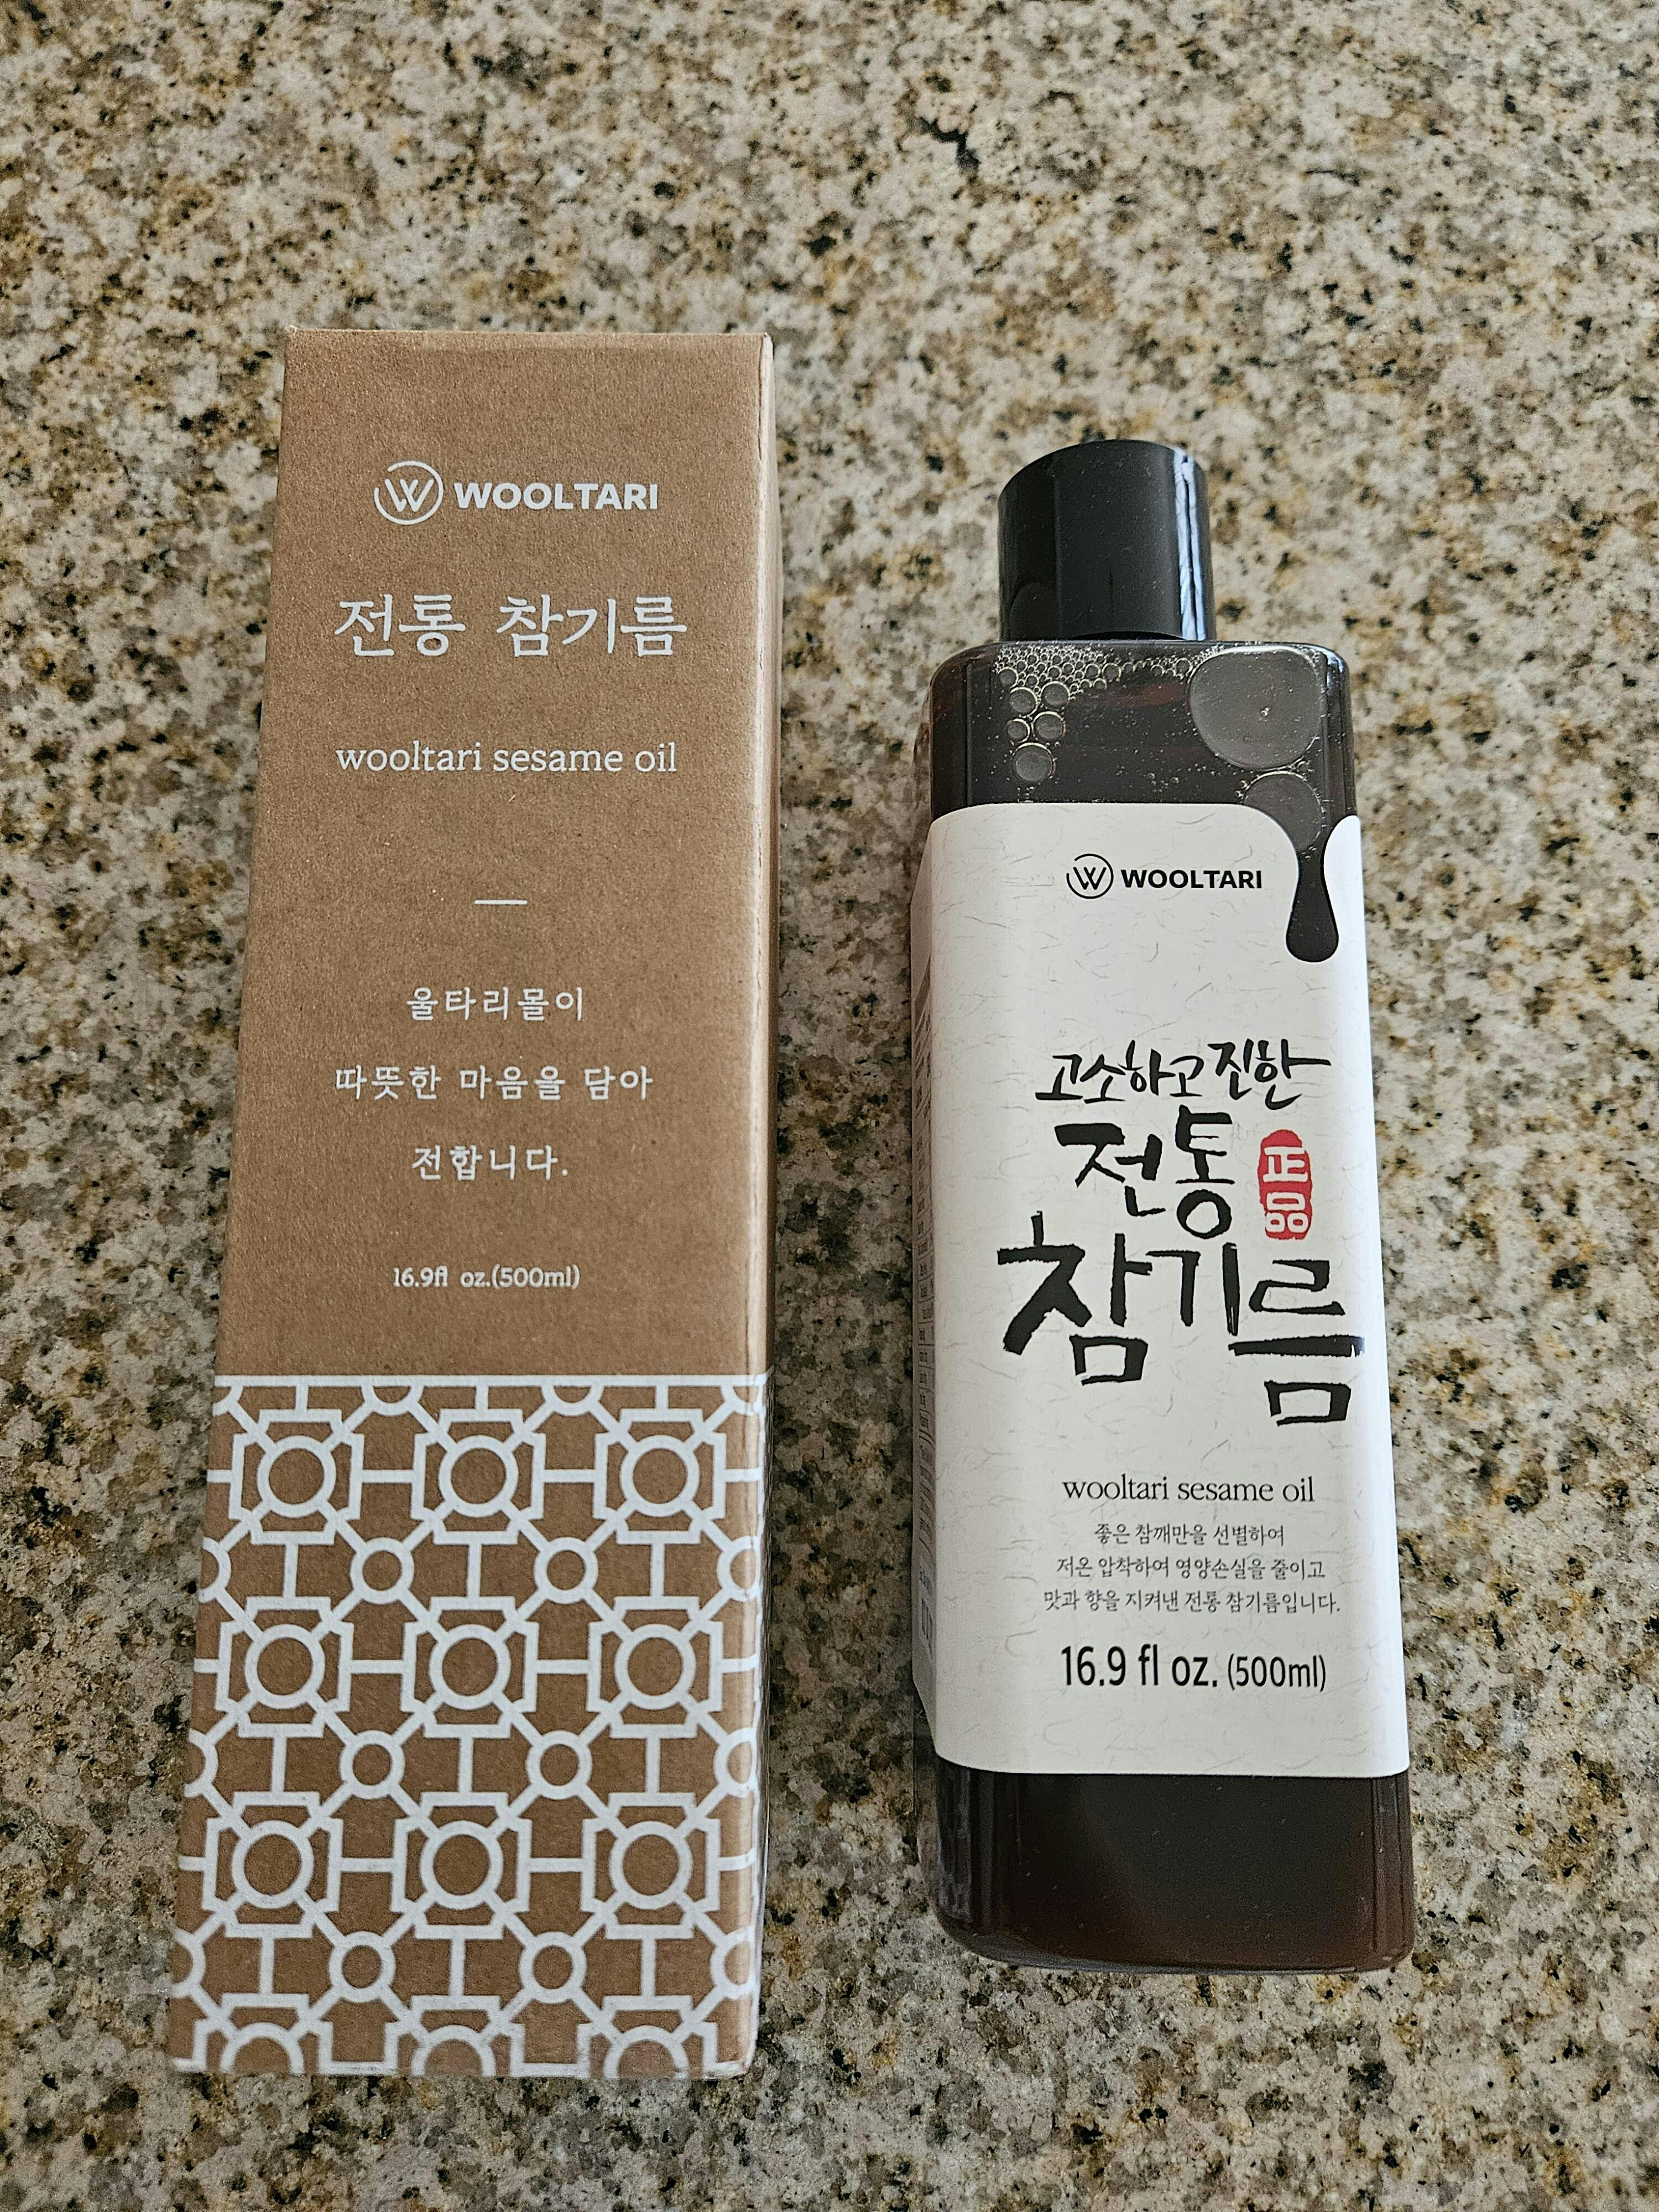 WOOLTARI
전통 참기름
wooltari sesame oil
울타리몰이
따뜻한 마음을 담아
전합니다.
16.9fl oz.(500ml)
WOOLTARI
고소하고 진한
전통
正品
참기름
wooltari sesame oil
좋은 참깨만을 선별하여
저온 압착하여 영양손실을 줄이고
맛과 향을 지켜낸 전통 참기름입니다.
16.9 fl oz. (500ml)